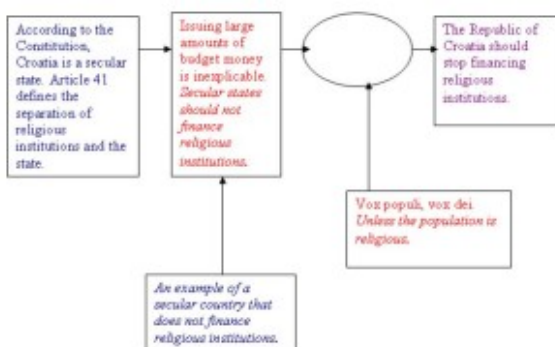 According to the
Constitution,
Croatia is a secular
state. Article 41
defines the
separation of
religious
institutions and the
state.
Issuing large
amounts of
budget money
is inexplicable.
Secular states
should not
finance
religious
institutions.
The Republic of
Croatia should
stop financing
religious
institutions.
Vox populi, vox dei.
Unless the population is
religious.
An example of a
secular country that
does not finance
religious institutions.